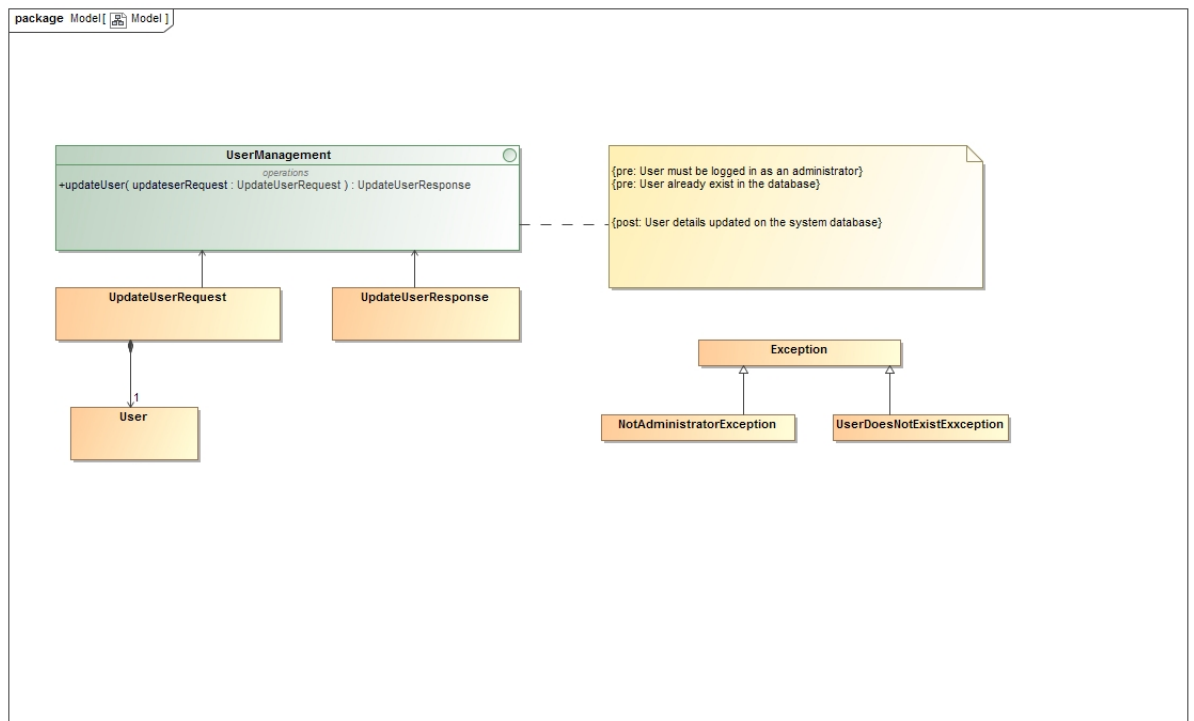 package Model[ Model ]
UserManagement
operations
+updateUser( updateserRequest : UpdateUserRequest ) : UpdateUserResponse
{pre: User must be logged in as an administrator}
{pre: User already exist in the database}
{post: User details updated on the system database}
UpdateUserRequest
UpdateUserResponse
Exception
1
User
NotAdministratorException
UserDoesNotExistExxception